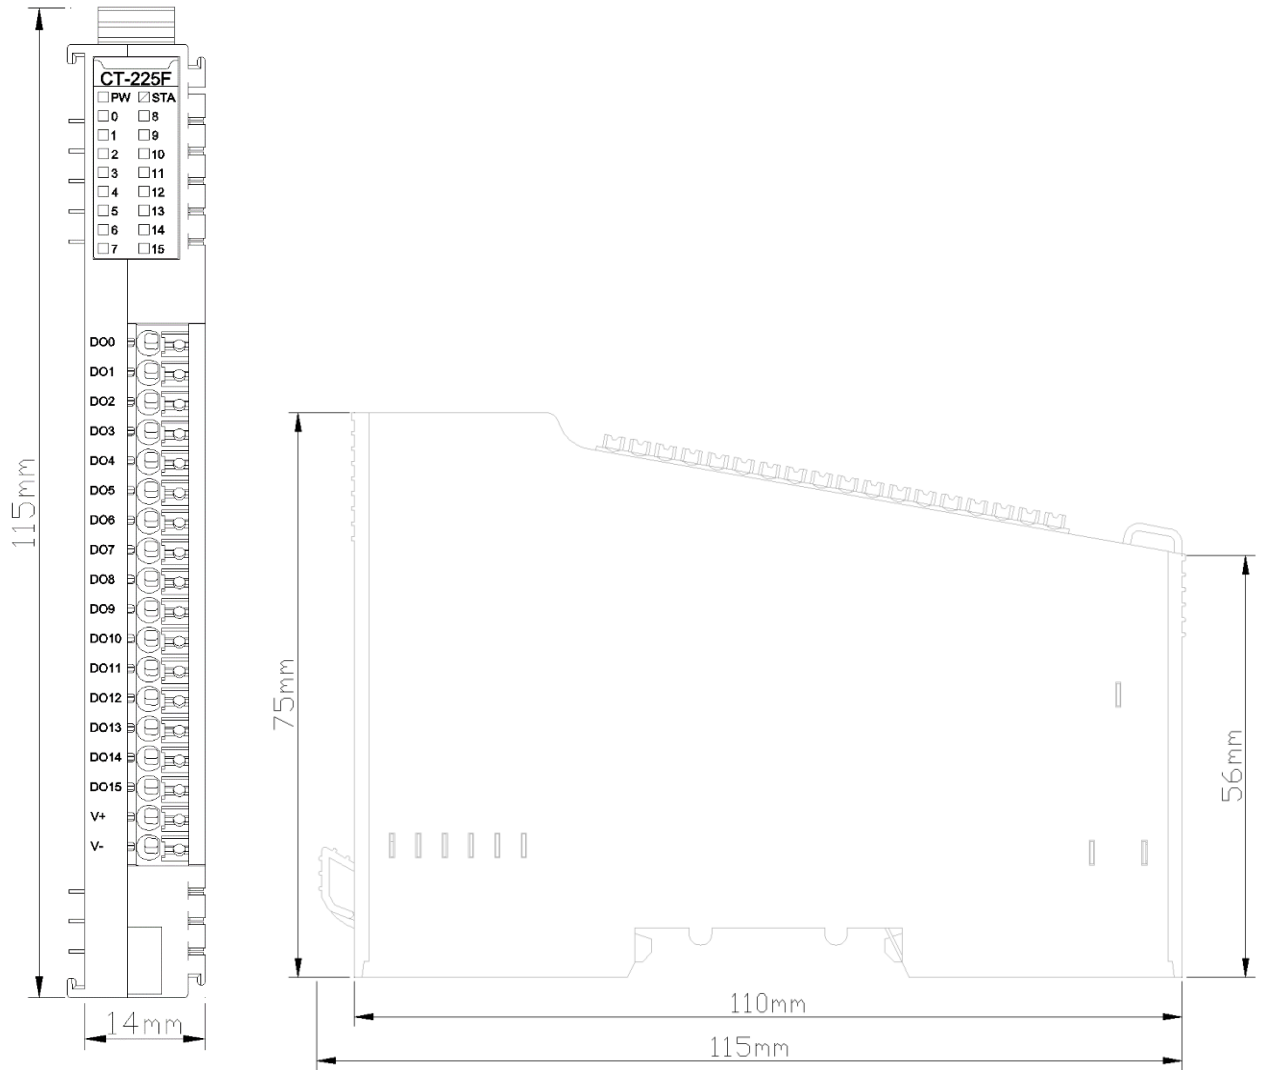 CT-225F
PW STA
0 8
1 9
2 10
3 11
4 12
5 13
6 14
7 15
DO0
DO1
DO2
DO3
DO4
DO5
DO6
DO7
DO8
DO9
DO10
DO11
DO12
DO13
DO14
DO15
V+
V-
115mm
14mm
75mm
56mm
110mm
115mm